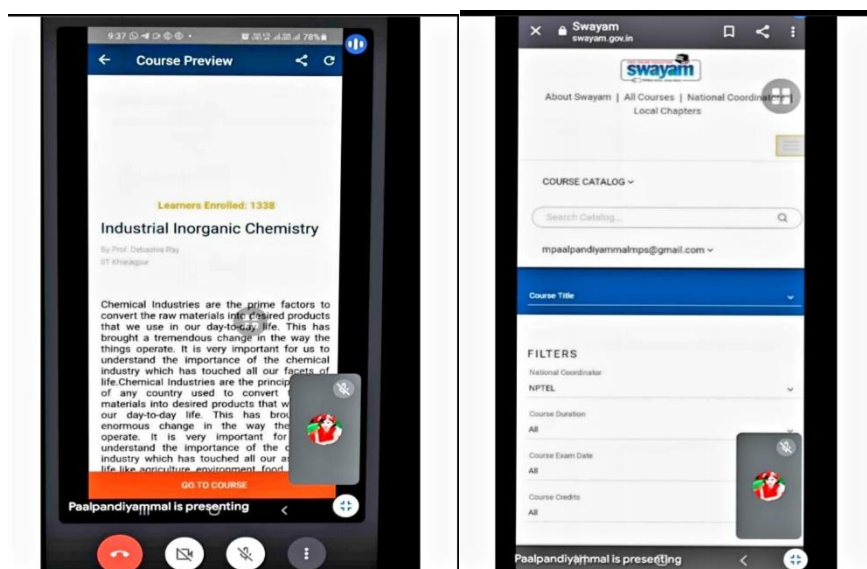 9:37
78%
Course Preview
Learners Enrolled: 1338
Industrial Inorganic Chemistry
By Prof. Debashis Ray
IIT Kharagpur
Chemical Industries are the prime factors to
convert the raw materials into desired products
that we use in our day-to-day life. This has
brought a tremendous change in the way the
things operate. It is very important for us to
understand the importance of the chemical
industry which has touched all our facets of
life.Chemical Industries are the
of any country used to convert
materials into desired products that
our day-to-day life. This has
enormous change in the way
operate. It is very important for
understand the importance of the
industry which has touched all our
life like agriculture, environment, food
GO TO COURSE
Paalpandiyammal is presenting
Swayam
swayam.gov.in
swayam
About Swayam | All Courses | National Coordinators |
Local Chapters
COURSE CATALOG
Search Catalog...
mpaalpandiyammalmps@gmail.com
Course Title
FILTERS
National Coordinator
NPTEL
Course Duration
All
Course Exam Date
All
Course Credits
All
Paalpandiyammal is presenting